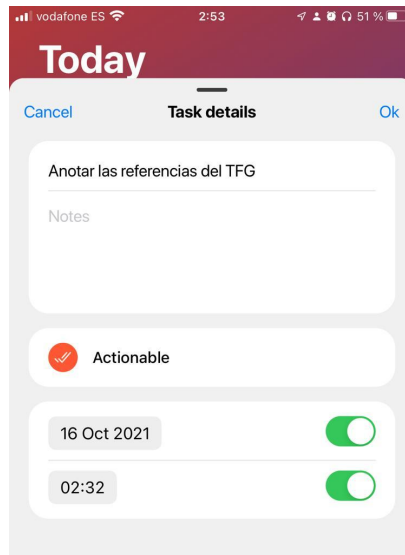 vodafone ES 2:53 51 %
Today
Cancel Task details Ok
Anotar las referencias del TFG
Notes
Actionable
16 Oct 2021
02:32